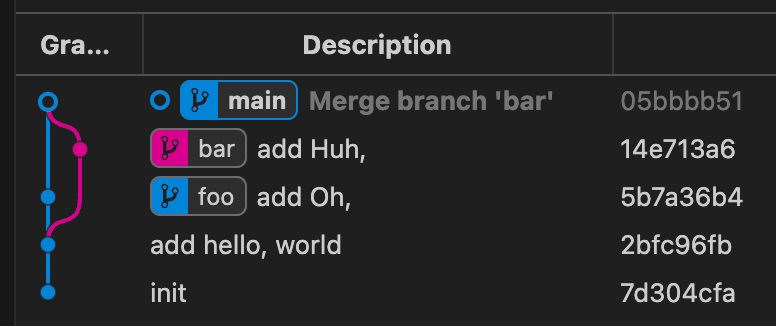 Gra... Description
main Merge branch 'bar' 05bbbb51
bar add Huh, 14e713a6
foo add Oh, 5b7a36b4
add hello, world 2bfc96fb
init 7d304cfa